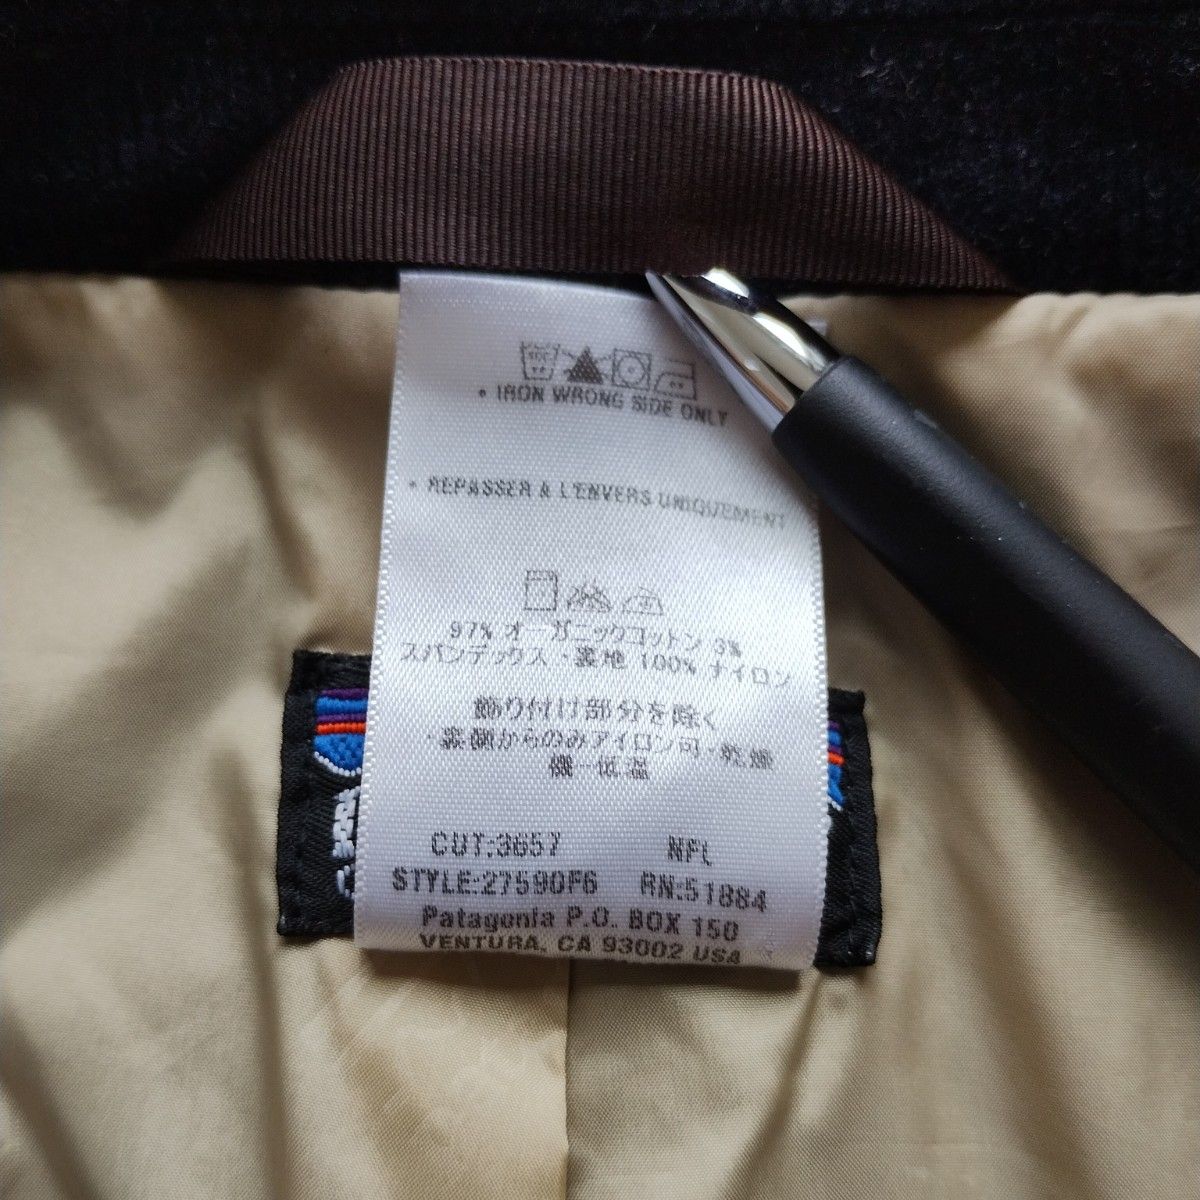 • IRON WRONG SIDE ONLY
• REPASSER À L'ENVERS UNIQUEMENT
97% オーガニックコットン 3%
スパンデックス・裏地 100% ナイロン
飾り付け部分を除く
・裏側からのみアイロン可・乾燥
機－低温
CUT:3657 NFL
STYLE:27590F6 RN:51884
Patagonia P.O. BOX 150
VENTURA, CA 93002 USA